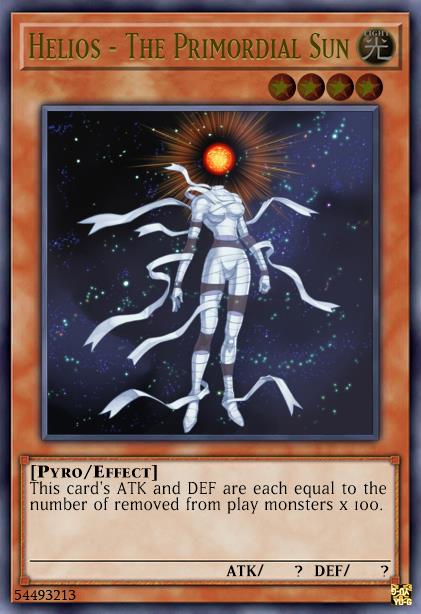 HELIOS - THE PRIMORDIAL SUN
LIGHT
光
[PYRO/EFFECT]
This card's ATK and DEF are each equal to the
number of removed from play monsters x 100.
ATK/ ? DEF/ ?
54493213